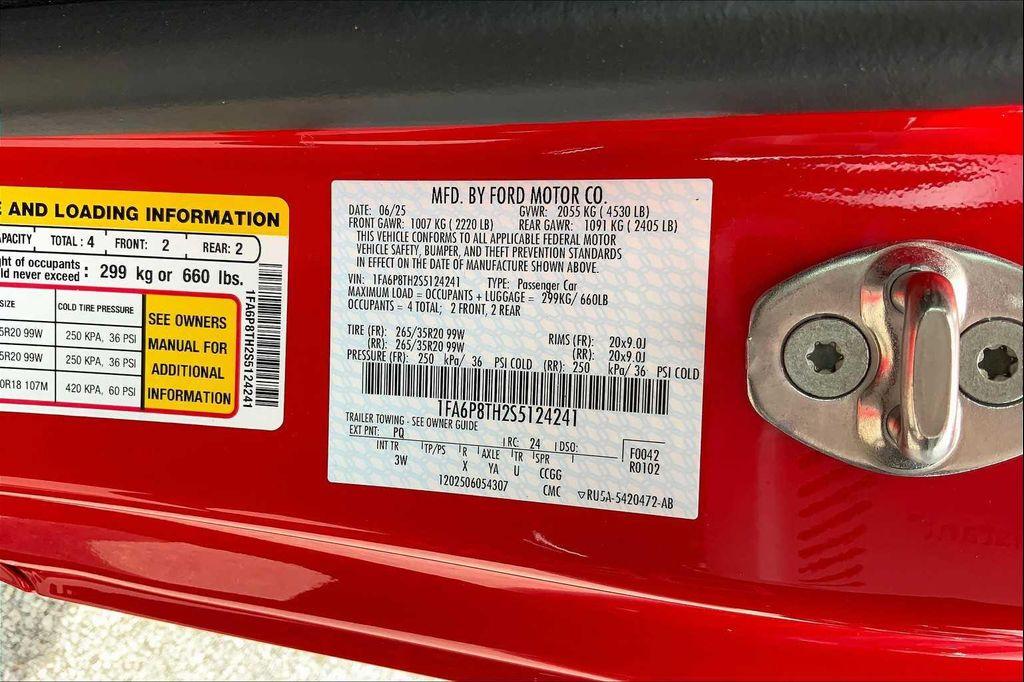 E AND LOADING INFORMATION
APACITY TOTAL : 4 FRONT: 2 REAR: 2
ht of occupants
ld never exceed : 299 kg or 660 lbs.
SIZE COLD TIRE PRESSURE
5R20 99W 250 KPA, 36 PSI
5R20 99W 250 KPA, 36 PSI
0R18 107M 420 KPA, 60 PSI
SEE OWNERS
MANUAL FOR
ADDITIONAL
INFORMATION
1FA6P8TH2S5124241
MFD. BY FORD MOTOR CO.
DATE: 06/25 GVWR: 2055 KG ( 4530 LB)
FRONT GAWR: 1007 KG ( 2220 LB) REAR GAWR: 1091 KG ( 2405 LB)
THIS VEHICLE CONFORMS TO ALL APPLICABLE FEDERAL MOTOR
VEHICLE SAFETY, BUMPER, AND THEFT PREVENTION STANDARDS
IN EFFECT ON THE DATE OF MANUFACTURE SHOWN ABOVE.
VIN: 1FA6P8TH2S5124241 TYPE: Passenger Car
MAXIMUM LOAD = OCCUPANTS + LUGGAGE = 299KG/ 660LB
OCCUPANTS = 4 TOTAL; 2 FRONT, 2 REAR
TIRE (FR): 265/35R20 99W RIMS (FR): 20x9.0J
(RR): 265/35R20 99W (RR): 20x9.0J
PRESSURE (FR): 250 kPa/ 36 PSI COLD (RR): 250 kPa/ 36 PSI COLD
1FA6P8TH2S5124241
TRAILER TOWING - SEE OWNER GUIDE
EXT PNT: PQ RC: 24 DSO: F0042
INT TR TP/PS R AXLE TR SPR R0102
3W X YA U CCGG
1202506054307 CMC ▽RU5A-5420472-AB